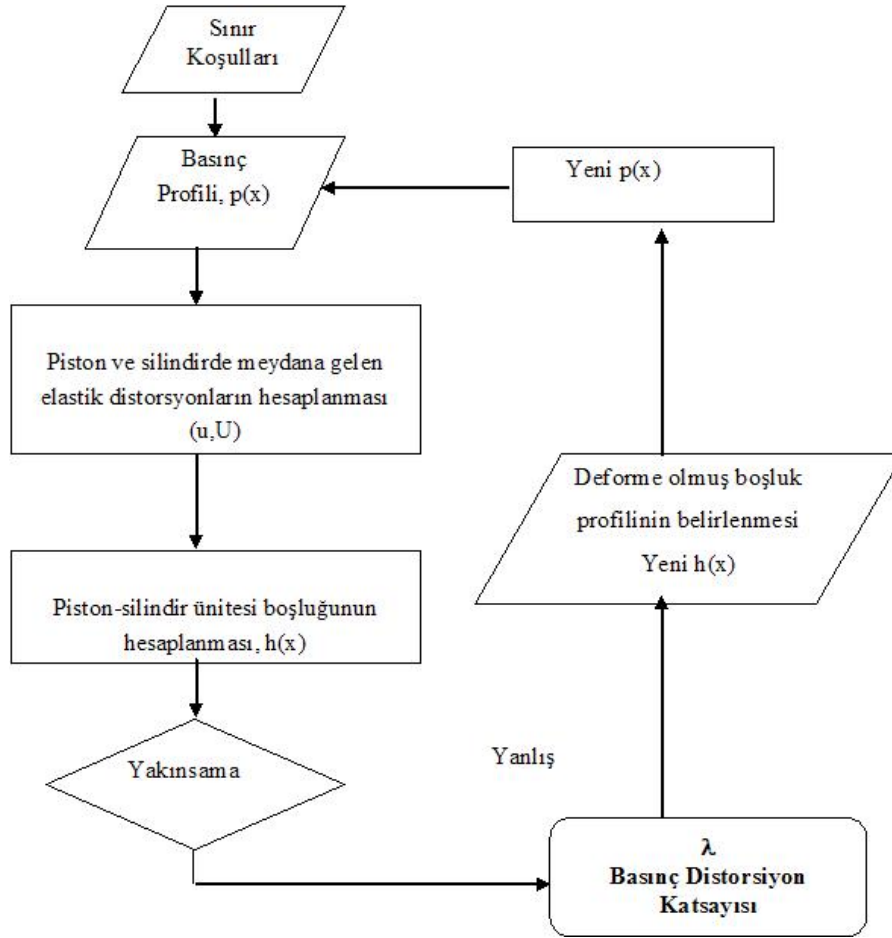 Sınır
Koşulları
Basınç
Profili, p(x)
Yeni p(x)
Piston ve silindirde meydana gelen
elastik distorsyonların hesaplanması
(u,U)
Deforme olmuş boşluk
profilinin belirlenmesi
Yeni h(x)
Piston-silindir ünitesi boşluğunun
hesaplanması, h(x)
Yakınsama
Yanlış
λ
Basınç Distorsiyon
Katsayısı